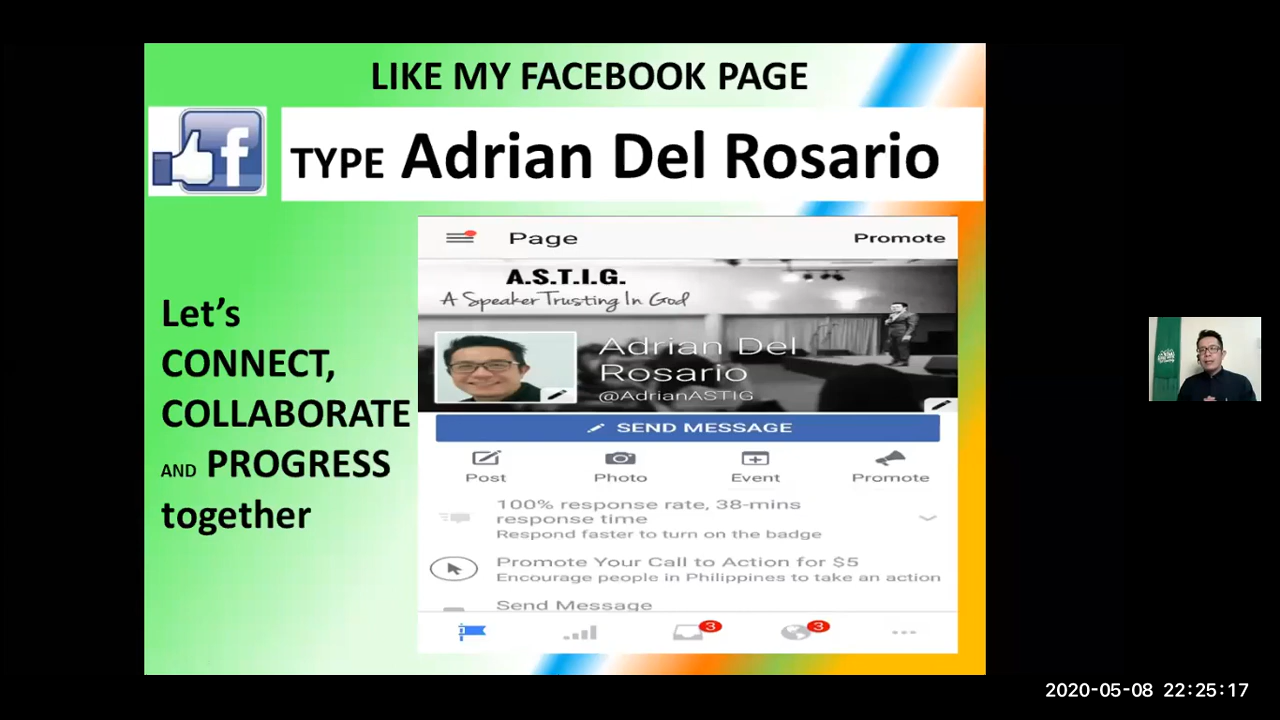 LIKE MY FACEBOOK PAGE
f
TYPE Adrian Del Rosario
Let's
CONNECT,
COLLABORATE
AND PROGRESS
together
Page
Promote
A.S.T.I.G.
A Speaker Trusting In God
Adrian Del
Rosario
@AdrianASTIG
SEND MESSAGE
Post
Photo
Event
Promote
100% response rate, 38-mins
response time
Respond faster to turn on the badge
Promote Your Call to Action for $5
Encourage people in Philippines to take an action
Send Message
3
3
2020-05-08 22:25:17